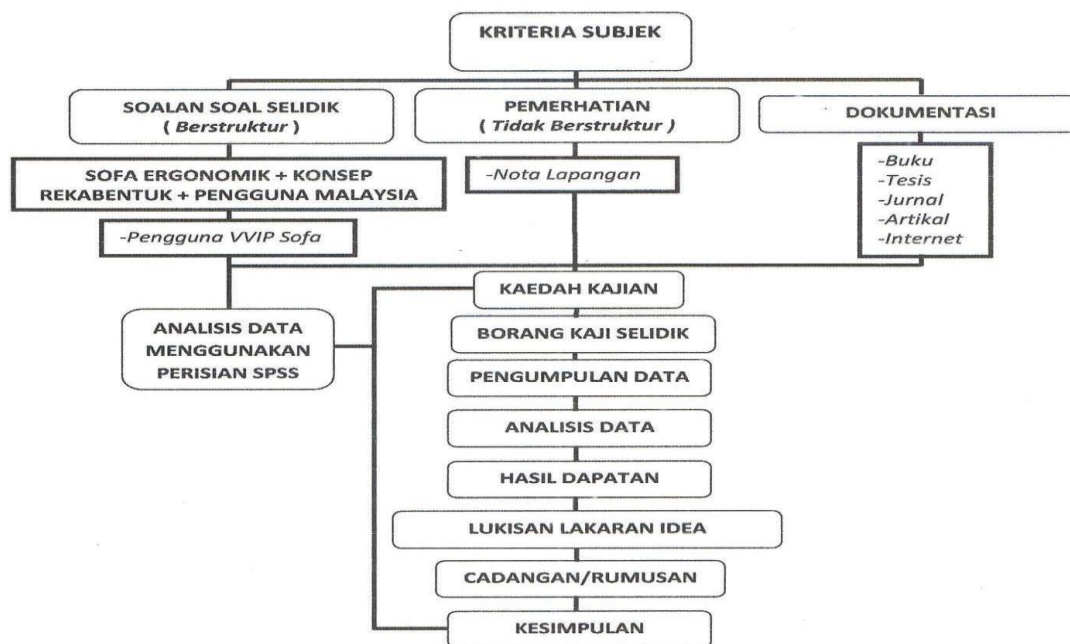 KRITERIA SUBJEK
SOALAN SOAL SELIDIK
( Berstruktur )
PEMERHATIAN
( Tidak Berstruktur )
DOKUMENTASI
SOFA ERGONOMIK + KONSEP
REKABENTUK + PENGGUNA MALAYSIA
-Pengguna VVIP Sofa
-Nota Lapangan
-Buku
-Tesis
-Jurnal
-Artikal
-Internet
ANALISIS DATA
MENGGUNAKAN
PERISIAN SPSS
KAEDAH KAJIAN
BORANG KAJI SELIDIK
PENGUMPULAN DATA
ANALISIS DATA
HASIL DAPATAN
LUKISAN LAKARAN IDEA
CADANGAN/RUMUSAN
KESIMPULAN